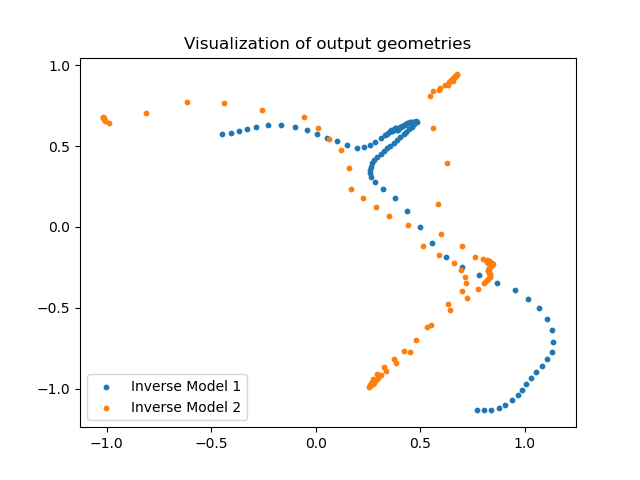 Visualization of output geometries
1.0
0.5
0.0
−0.5
−1.0
Inverse Model 1
Inverse Model 2
−1.0 −0.5 0.0 0.5 1.0